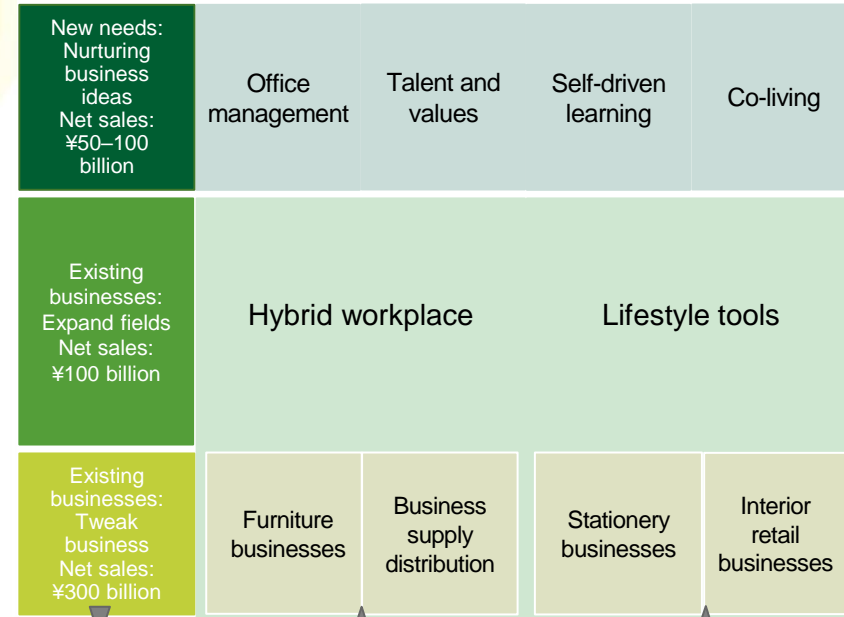 New needs:
Nurturing
business
ideas
Net sales:
¥50–100
billion
Office
management
Talent and
values
Self-driven
learning
Co-living
Existing
businesses:
Expand fields
Net sales:
¥100 billion
Hybrid workplace
Lifestyle tools
Existing
businesses:
Tweak
business
Net sales:
¥300 billion
Furniture
businesses
Business
supply
distribution
Stationery
businesses
Interior
retail
businesses